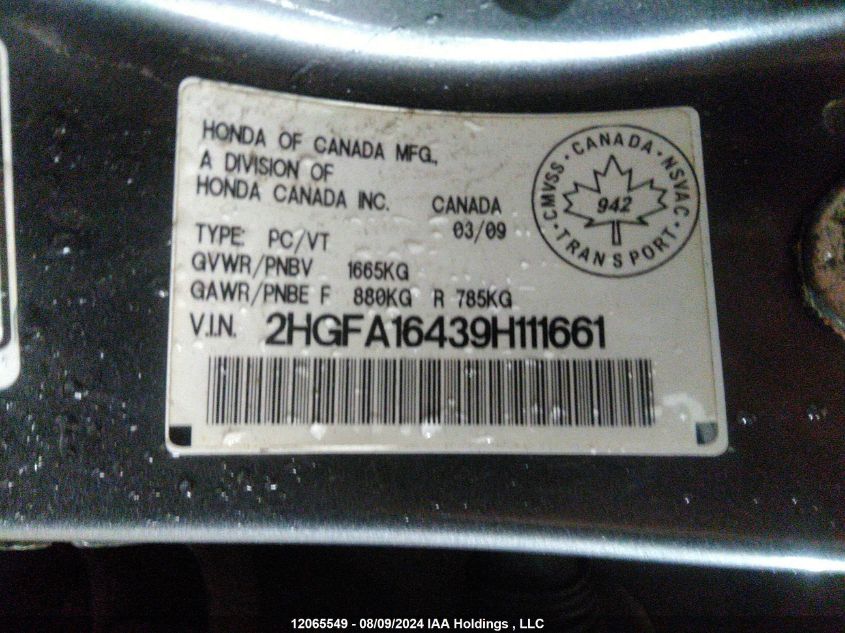 HONDA OF CANADA MFG.,
A DIVISION OF
HONDA CANADA INC.
CANADA
03/09
TYPE: PC/VT
GVWR/PNBV 1665KG
GAWR/PNBE F 880KG R 785KG
V.I.N. 2HGFA16439H111661
CMVSS · CANADA · NSVAC
942
· TRANSPORT ·
12065549 - 08/09/2024 IAA Holdings , LLC